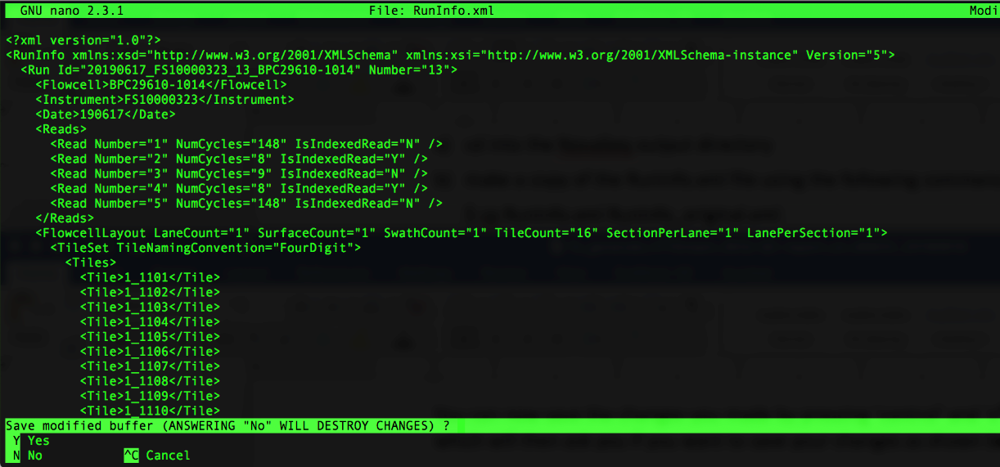 GNU nano 2.3.1 File: RunInfo.xml Modi
<?xml version="1.0"?>
<RunInfo xmlns:xsd="http://www.w3.org/2001/XMLSchema" xmlns:xsi="http://www.w3.org/2001/XMLSchema-instance" Version="5">
<Run Id="20190617_FS10000323_13_BPC29610-1014" Number="13">
<Flowcell>BPC29610-1014</Flowcell>
<Instrument>FS10000323</Instrument>
<Date>190617</Date>
<Reads>
<Read Number="1" NumCycles="148" IsIndexedRead="N" />
<Read Number="2" NumCycles="8" IsIndexedRead="Y" />
<Read Number="3" NumCycles="9" IsIndexedRead="N" />
<Read Number="4" NumCycles="8" IsIndexedRead="Y" />
<Read Number="5" NumCycles="148" IsIndexedRead="N" />
</Reads>
<FlowcellLayout LaneCount="1" SurfaceCount="1" SwathCount="1" TileCount="16" SectionPerLane="1" LanePerSection="1">
<TileSet TileNamingConvention="FourDigit">
<Tiles>
<Tile>1_1101</Tile>
<Tile>1_1102</Tile>
<Tile>1_1103</Tile>
<Tile>1_1104</Tile>
<Tile>1_1105</Tile>
<Tile>1_1106</Tile>
<Tile>1_1107</Tile>
<Tile>1_1108</Tile>
<Tile>1_1109</Tile>
<Tile>1_1110</Tile>
Save modified buffer (ANSWERING "No" WILL DESTROY CHANGES) ?
Y Yes
N No ^C Cancel